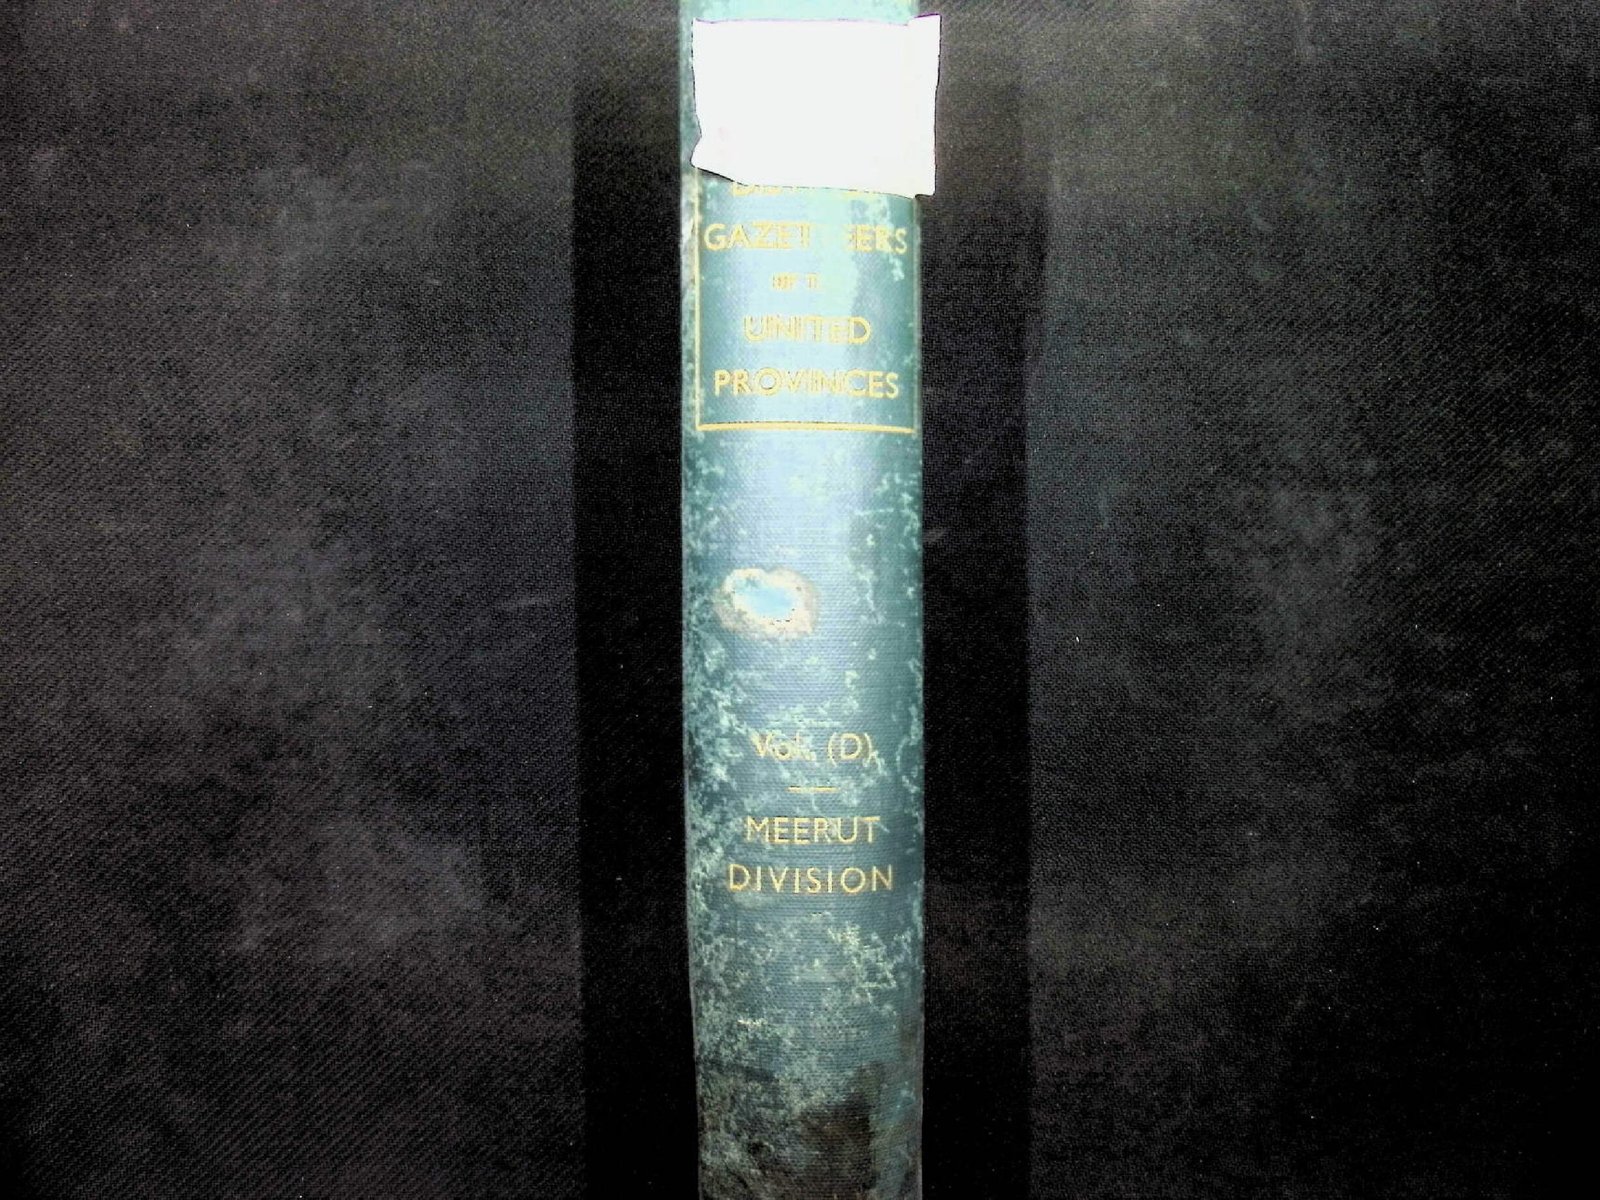 GAZETTEERS
UNITED
PROVINCES
Vol. (D)
MEERUT
DIVISION